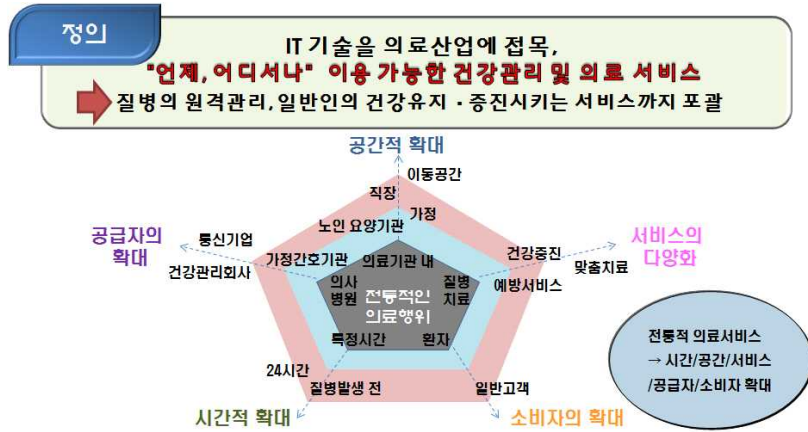 정의
IT 기술을 의료산업에 접목,
"언제, 어디서나" 이용 가능한 건강관리 및 의료 서비스
질병의 원격관리, 일반인의 건강유지 · 증진시키는 서비스까지 포괄
공간적 확대
이동공간
직장
가정
노인 요양기관
공급자의
확대
통신기업
건강관리회사
가정간호기관
의료기관 내
건강증진
서비스의
다양화
맞춤치료
예방서비스
의사
병원
질병
치료
전통적인
의료행위
특정시간
환자
24시간
질병발생 전
일반고객
시간적 확대
소비자의 확대
전통적 의료서비스
→ 시간/공간/서비스
/공급자/소비자 확대